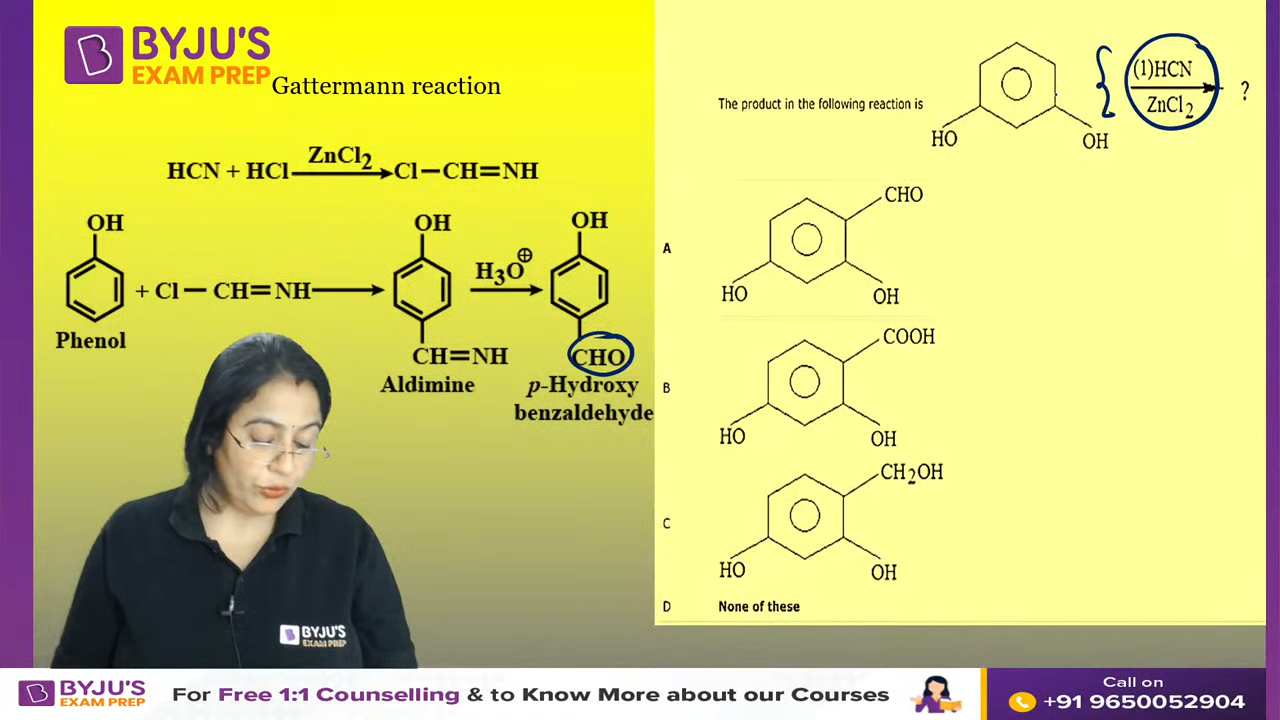 BYJU'S
EXAM PREP
Gattermann reaction
HCN + HCl ZnCl2 Cl—CH=NH
OH
Phenol
+ Cl — CH=NH
OH
CH=NH
Aldimine
H3O⊕
OH
CHO
p-Hydroxy
benzaldehyde
The product in the following reaction is
HO
OH
(1)HCN
ZnCl2
?
A
CHO
HO
OH
B
COOH
HO
OH
C
CH2OH
HO
OH
D
None of these
BYJU'S
EXAM PREP
BYJU'S
EXAM PREP
For Free 1:1 Counselling & to Know More about our Courses
Call on
+91 9650052904